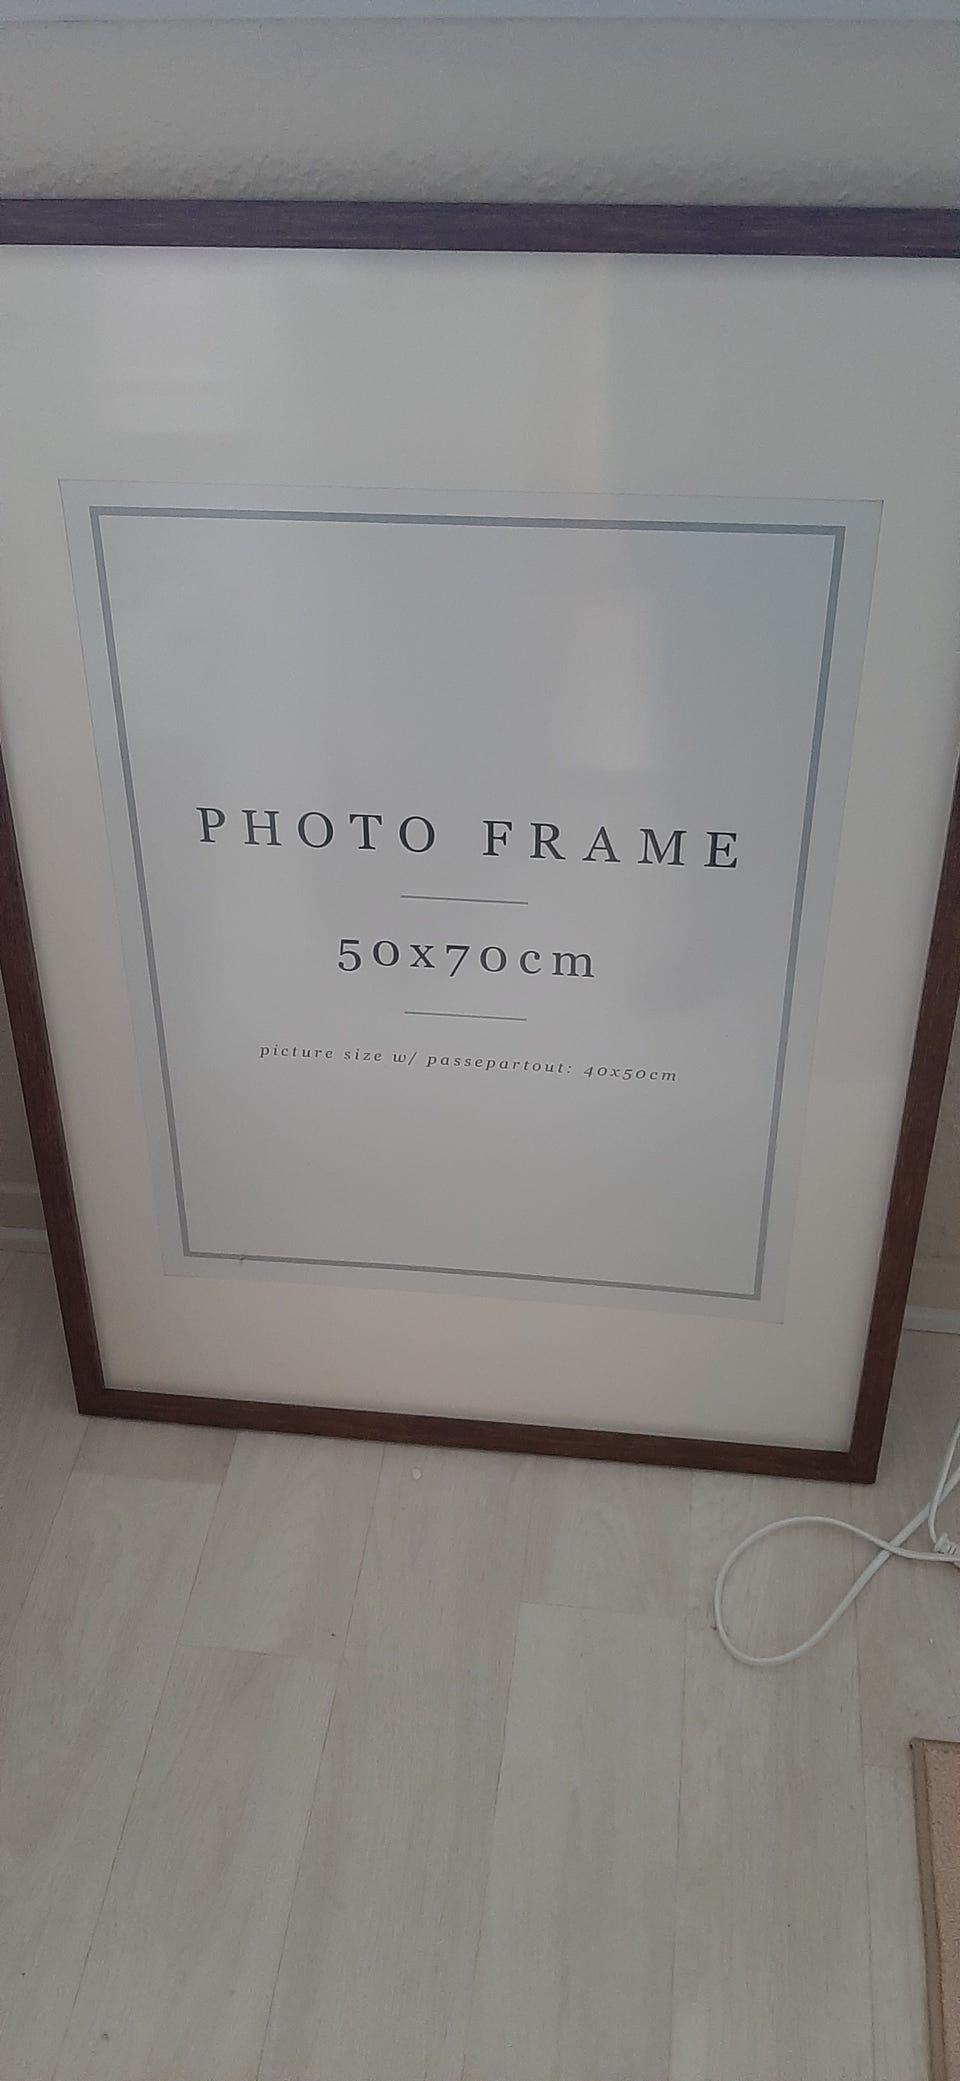 PHOTO FRAME
50x70cm
picture size w/ passepartout: 40x50cm